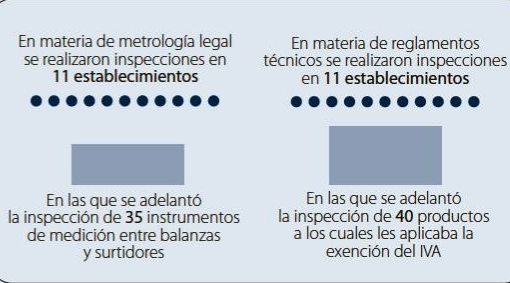 En materia de metrología legal
se realizaron inspecciones en
11 establecimientos
En las que se adelantó
la inspección de 35 instrumentos
de medición entre balanzas
y surtidores
En materia de reglamentos
técnicos se realizaron inspecciones
en 11 establecimientos
En las que se adelantó
la inspección de 40 productos
a los cuales les aplicaba la
exención del IVA